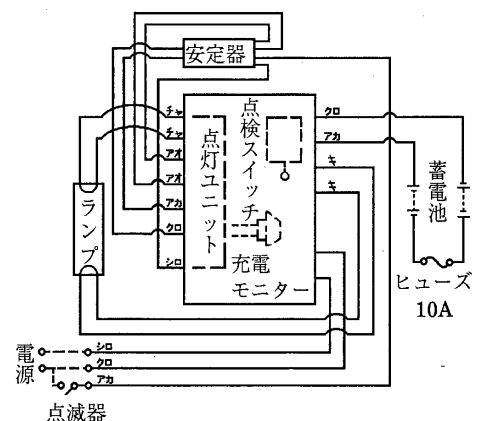 安定器
チャ
チャ
アオ
アオ
アカ
クロ
シロ
点灯ユニット
点検スイッチ
充電
モニター
クロ
アカ
キ
キ
蓄電池
ヒューズ
10A
ランプ
電源
シロ
クロ
アカ
点滅器